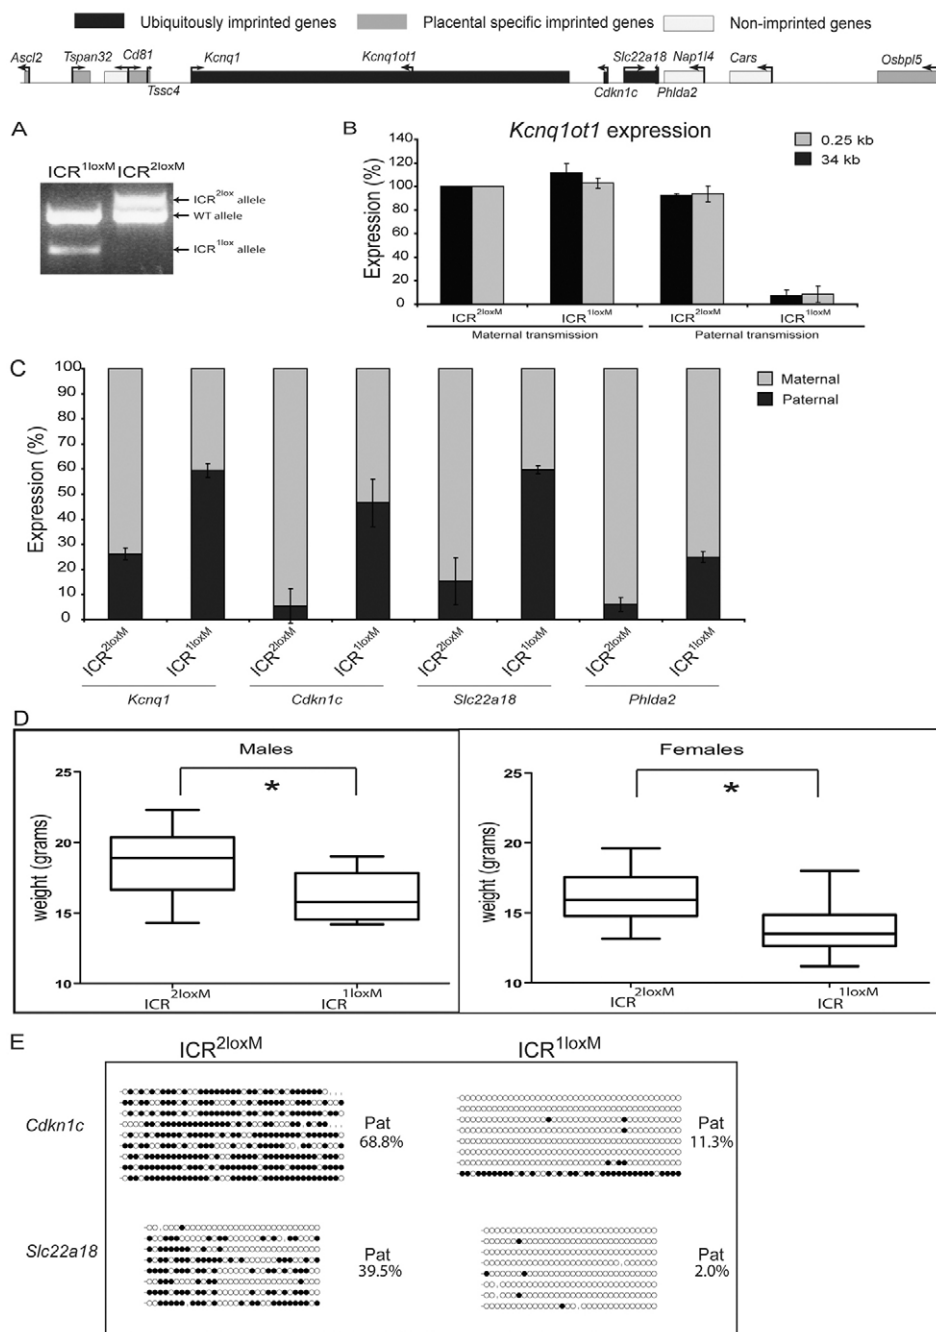 Ubiquitously imprinted genes Placental specific imprinted genes Non-imprinted genes
Ascl2 Tspan32 Cd81 Kcnq1 Kcnq1ot1 Slc22a18 Nap1l4 Cars Osbpl5
Tssc4 Cdkn1c Phlda2
A
ICR1loxM ICR2loxM
ICR2lox allele
WT allele
ICR1lox allele
B
Kcnq1ot1 expression
0.25 kb
34 kb
Expression (%)
140
120
100
80
60
40
20
0
ICR2loxM ICR1loxM ICR2loxM ICR1loxM
Maternal transmission Paternal transmission
C
Maternal
Paternal
Expression (%)
100
90
80
70
60
50
40
30
20
10
0
ICR2loxM ICR1loxM ICR2loxM ICR1loxM ICR2loxM ICR1loxM ICR2loxM ICR1loxM
Kcnq1 Cdkn1c Slc22a18 Phlda2
D
Males
*
weight (grams)
25
20
15
10
ICR2loxM ICR1loxM
Females
*
weight (grams)
25
20
15
10
ICR2loxM ICR1loxM
E
ICR2loxM ICR1loxM
Cdkn1c
Pat
68.8%
Pat
11.3%
Slc22a18
Pat
39.5%
Pat
2.0%